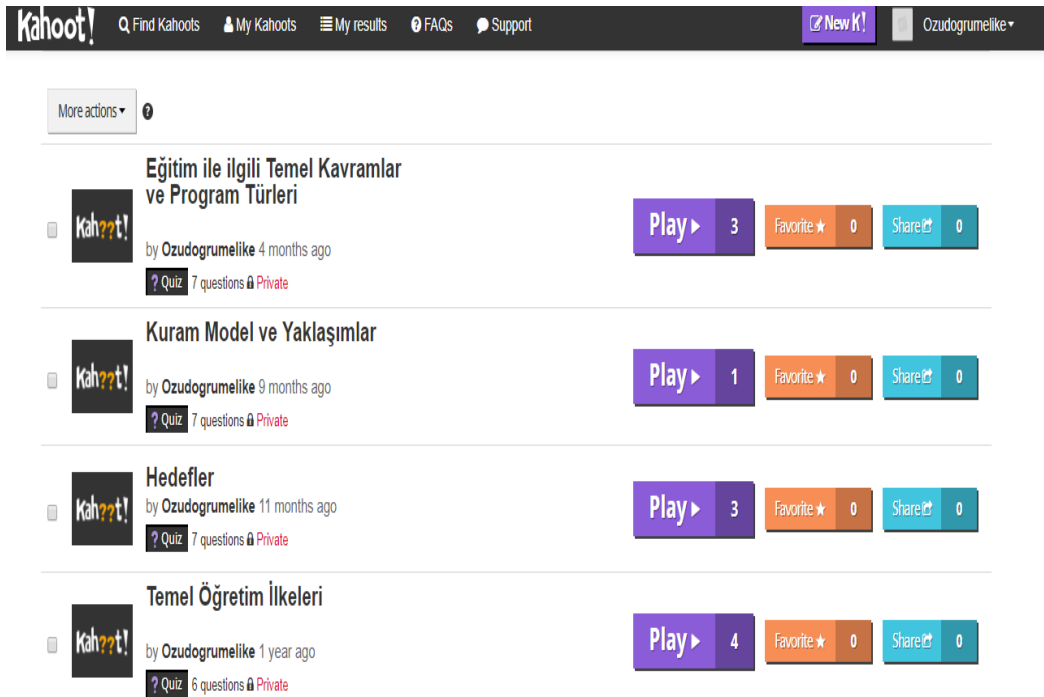 Kahoot! Find Kahoots My Kahoots My results FAQs Support New K! Ozudogrumelike
More actions
Eğitim ile ilgili Temel Kavramlar
ve Program Türleri
Kah??t! Play 3 Favorite 0 Share 0
by Ozudogrumelike 4 months ago
? Quiz 7 questions Private
Kuram Model ve Yaklaşımlar
Kah??t! Play 1 Favorite 0 Share 0
by Ozudogrumelike 9 months ago
? Quiz 7 questions Private
Hedefler
Kah??t! by Ozudogrumelike 11 months ago Play 3 Favorite 0 Share 0
? Quiz 7 questions Private
Temel Öğretim İlkeleri
Kah??t! Play 4 Favorite 0 Share 0
by Ozudogrumelike 1 year ago
? Quiz 6 questions Private